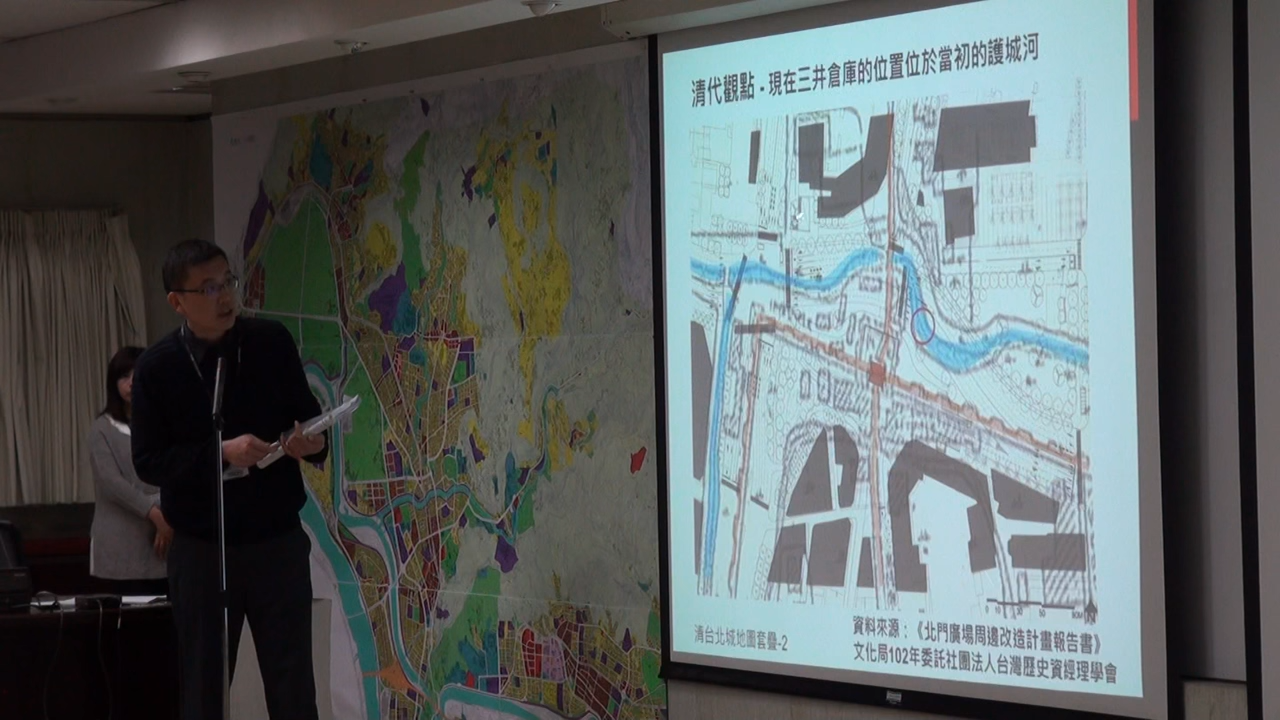 清代觀點 - 現在三井倉庫的位置位於當初的護城河
清台北城地圖套疊-2
資料來源：《北門廣場周邊改造計畫報告書》
文化局102年委託社團法人台灣歷史資經理學會